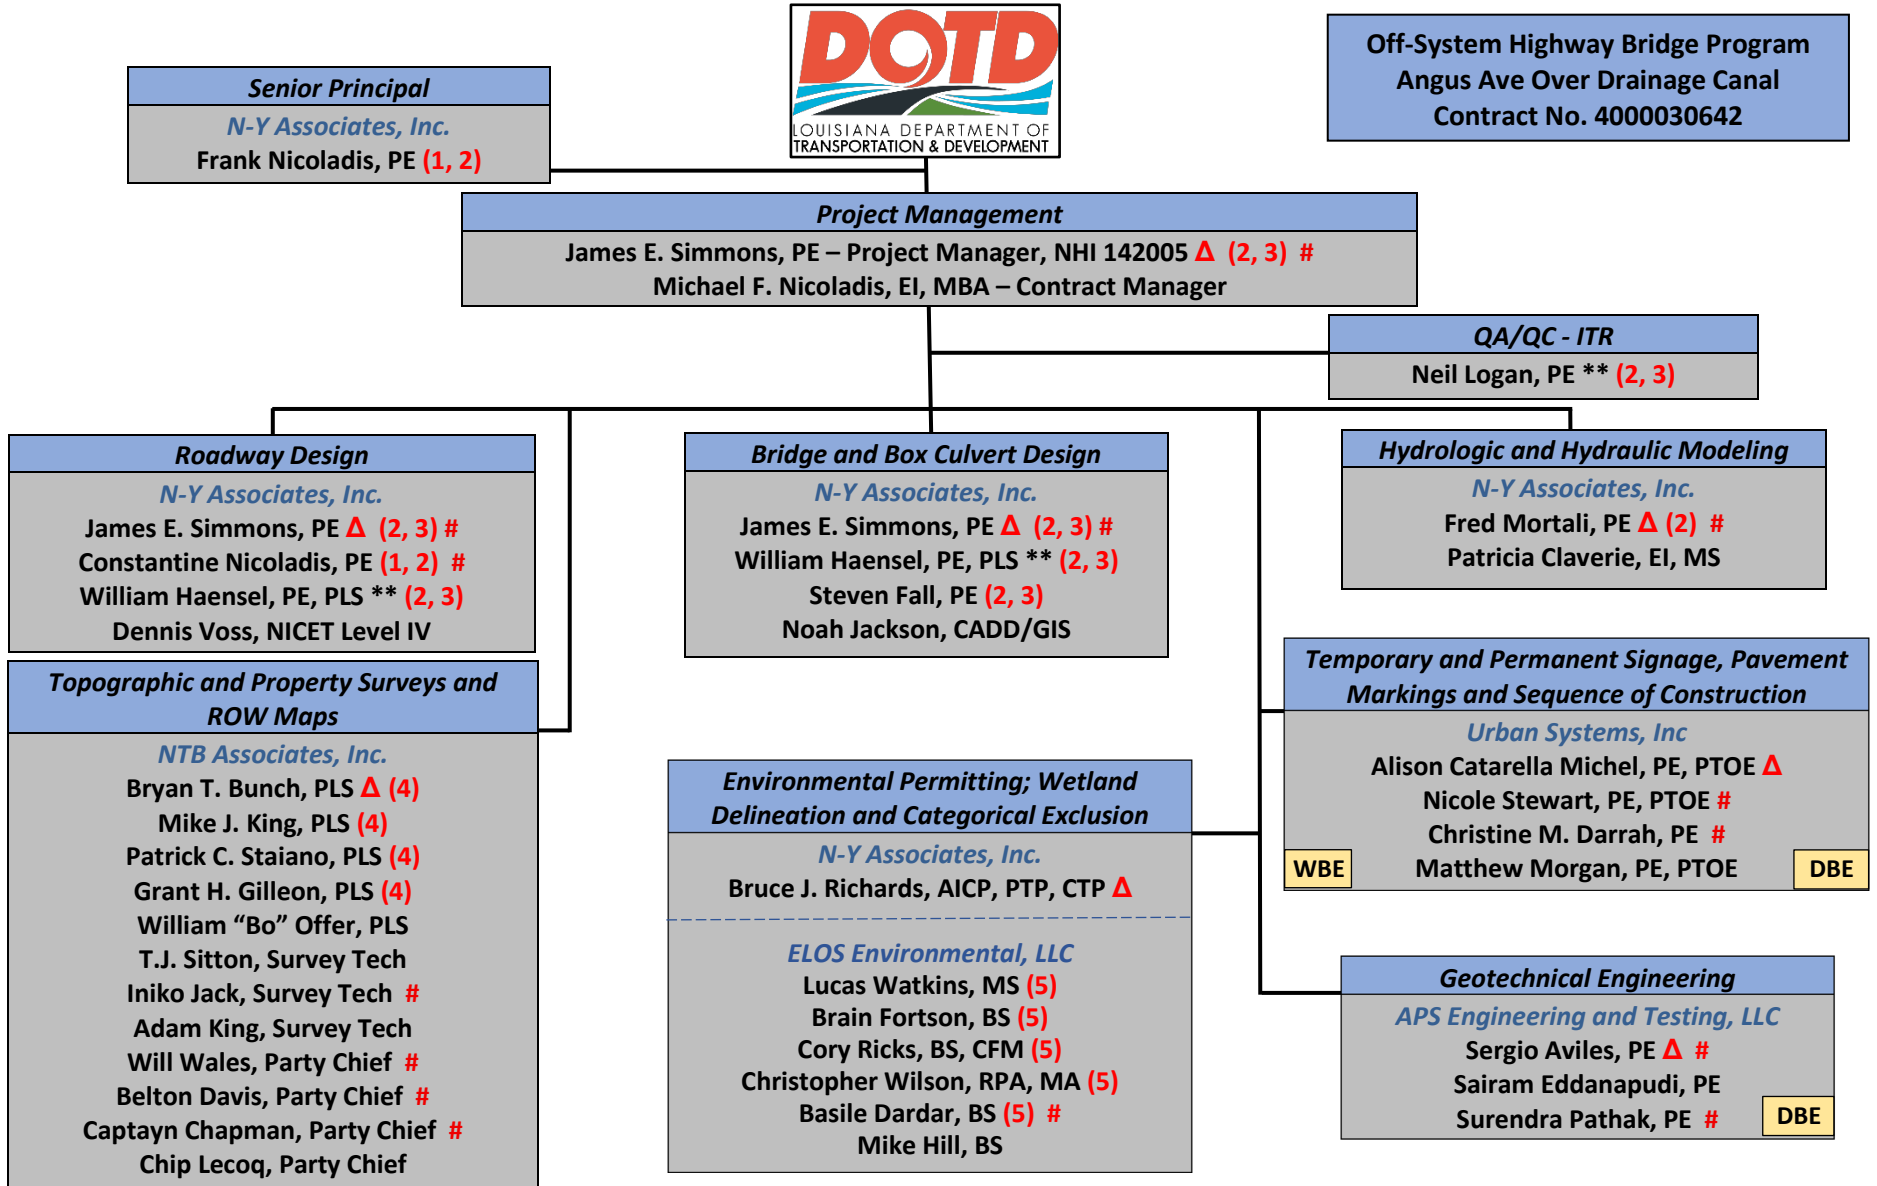 DOTD
LOUISIANA DEPARTMENT OF
TRANSPORTATION & DEVELOPMENT
Off-System Highway Bridge Program
Angus Ave Over Drainage Canal
Contract No. 4000030642
Senior Principal
N-Y Associates, Inc.
Frank Nicoladis, PE (1, 2)
Project Management
James E. Simmons, PE – Project Manager, NHI 142005 Δ (2, 3) #
Michael F. Nicoladis, EI, MBA – Contract Manager
QA/QC - ITR
Neil Logan, PE ** (2, 3)
Roadway Design
N-Y Associates, Inc.
James E. Simmons, PE Δ (2, 3) #
Constantine Nicoladis, PE (1, 2) #
William Haensel, PE, PLS ** (2, 3)
Dennis Voss, NICET Level IV
Bridge and Box Culvert Design
N-Y Associates, Inc.
James E. Simmons, PE Δ (2, 3) #
William Haensel, PE, PLS ** (2, 3)
Steven Fall, PE (2, 3)
Noah Jackson, CADD/GIS
Hydrologic and Hydraulic Modeling
N-Y Associates, Inc.
Fred Mortali, PE Δ (2) #
Patricia Claverie, EI, MS
Topographic and Property Surveys and
ROW Maps
NTB Associates, Inc.
Bryan T. Bunch, PLS Δ (4)
Mike J. King, PLS (4)
Patrick C. Staiano, PLS (4)
Grant H. Gilleon, PLS (4)
William “Bo” Offer, PLS
T.J. Sitton, Survey Tech
Iniko Jack, Survey Tech #
Adam King, Survey Tech
Will Wales, Party Chief #
Belton Davis, Party Chief #
Captayn Chapman, Party Chief #
Chip Lecoq, Party Chief
Environmental Permitting; Wetland
Delineation and Categorical Exclusion
N-Y Associates, Inc.
Bruce J. Richards, AICP, PTP, CTP Δ
ELOS Environmental, LLC
Lucas Watkins, MS (5)
Brain Fortson, BS (5)
Cory Ricks, BS, CFM (5)
Christopher Wilson, RPA, MA (5)
Basile Dardar, BS (5) #
Mike Hill, BS
Temporary and Permanent Signage, Pavement
Markings and Sequence of Construction
Urban Systems, Inc
Alison Catarella Michel, PE, PTOE Δ
Nicole Stewart, PE, PTOE #
Christine M. Darrah, PE #
Matthew Morgan, PE, PTOE
WBE
DBE
Geotechnical Engineering
APS Engineering and Testing, LLC
Sergio Aviles, PE Δ #
Sairam Eddanapudi, PE
Surendra Pathak, PE #
DBE